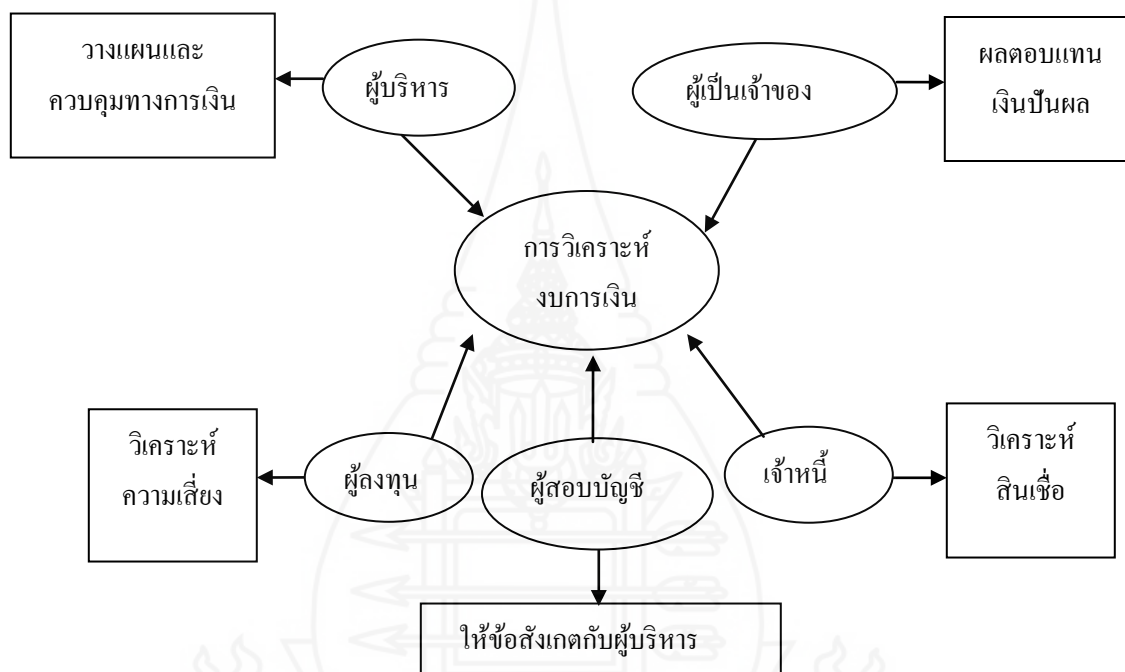 วางแผนและ
ควบคุมทางการเงิน
ผู้บริหาร
ผู้เป็นเจ้าของ
ผลตอบแทน
เงินปันผล
การวิเคราะห์
งบการเงิน
วิเคราะห์
ความเสี่ยง
ผู้ลงทุน
ผู้สอบบัญชี
เจ้าหนี้
วิเคราะห์
สินเชื่อ
ให้ข้อสังเกตกับผู้บริหาร